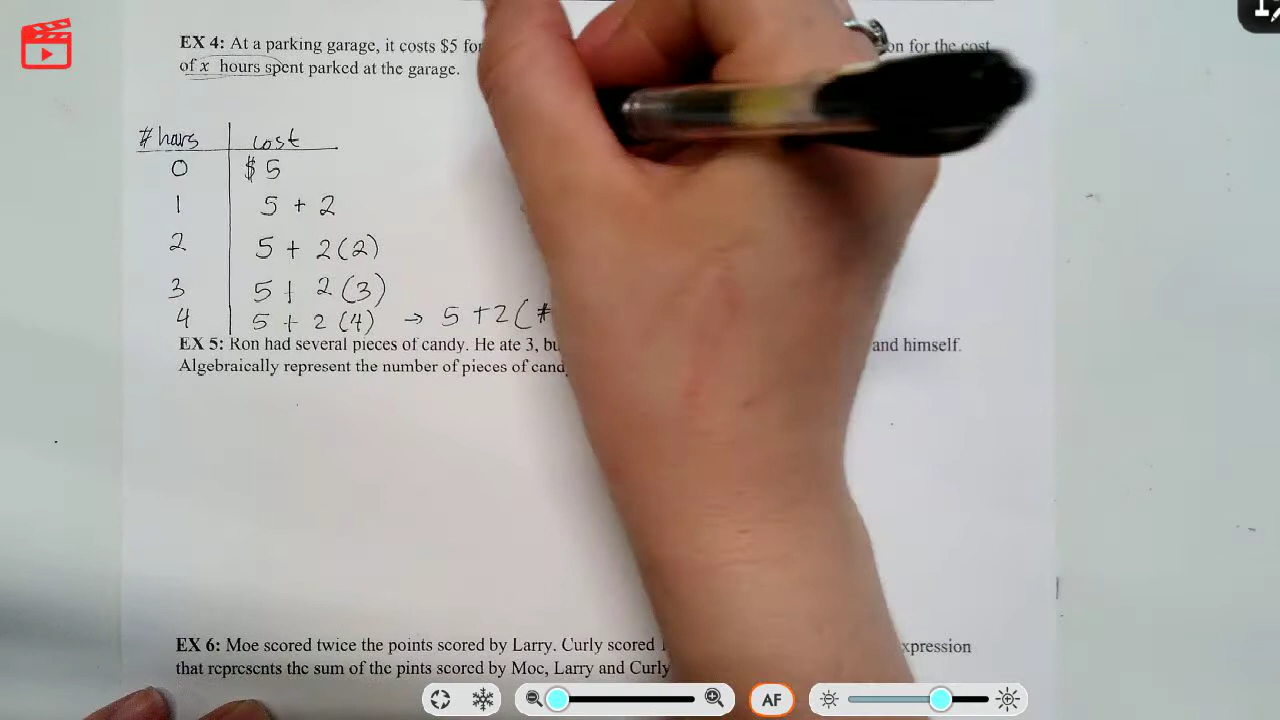 EX 4: At a parking garage, it costs $5 for on for the cost
of x hours spent parked at the garage.
# hours cost
0 $ 5
1 5 + 2
2 5 + 2(2)
3 5 + 2(3)
4 5 + 2(4) → 5 + 2(#
EX 5: Ron had several pieces of candy. He ate 3, and himself.
Algebraically represent the number of pieces of
EX 6: Moe scored twice the points scored by Larry. Curly scored
that represents the sum of the pints scored by Moe, Larry and Curly
AF